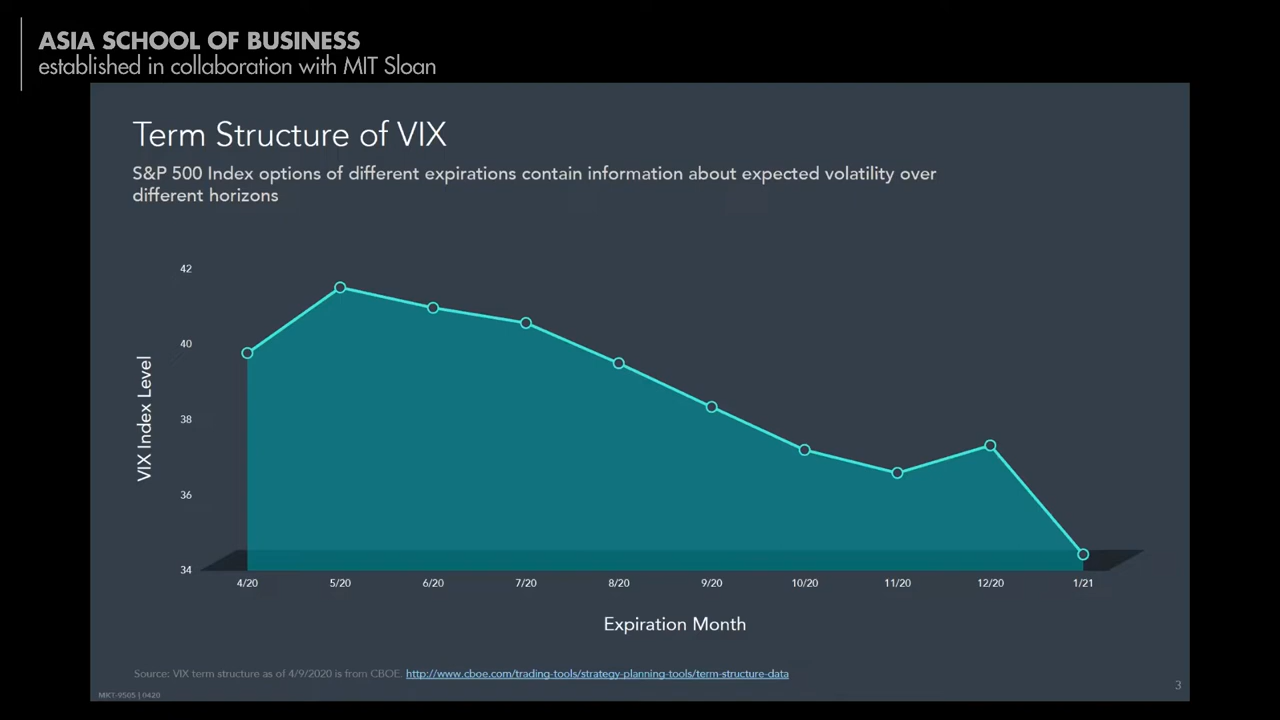 ASIA SCHOOL OF BUSINESS
established in collaboration with MIT Sloan
Term Structure of VIX
S&P 500 Index options of different expirations contain information about expected volatility over
different horizons
VIX Index Level
42
40
38
36
34
4/20 5/20 6/20 7/20 8/20 9/20 10/20 11/20 12/20 1/21
Expiration Month
Source: VIX term structure as of 4/9/2020 is from CBOE. http://www.cboe.com/trading-tools/strategy-planning-tools/term-structure-data
MKT-9505 | 0420
3